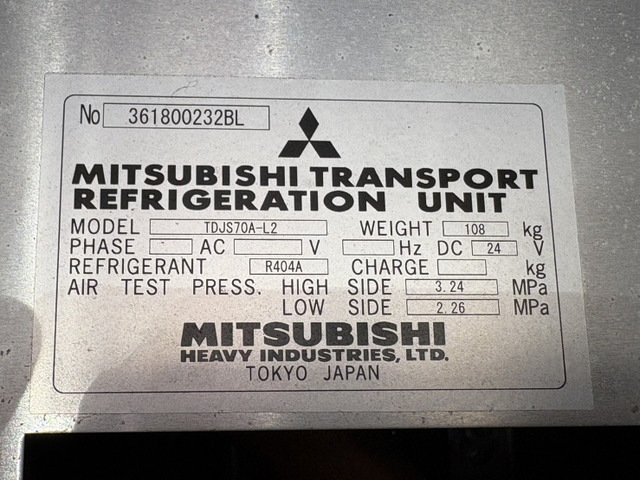 No 361800232BL
MITSUBISHI TRANSPORT
REFRIGERATION UNIT
MODEL TDJS70A-L2 WEIGHT 108 kg
PHASE AC V Hz DC 24 V
REFRIGERANT R404A CHARGE kg
AIR TEST PRESS. HIGH SIDE 3.24 MPa
LOW SIDE 2.26 MPa
MITSUBISHI
HEAVY INDUSTRIES, LTD.
TOKYO JAPAN